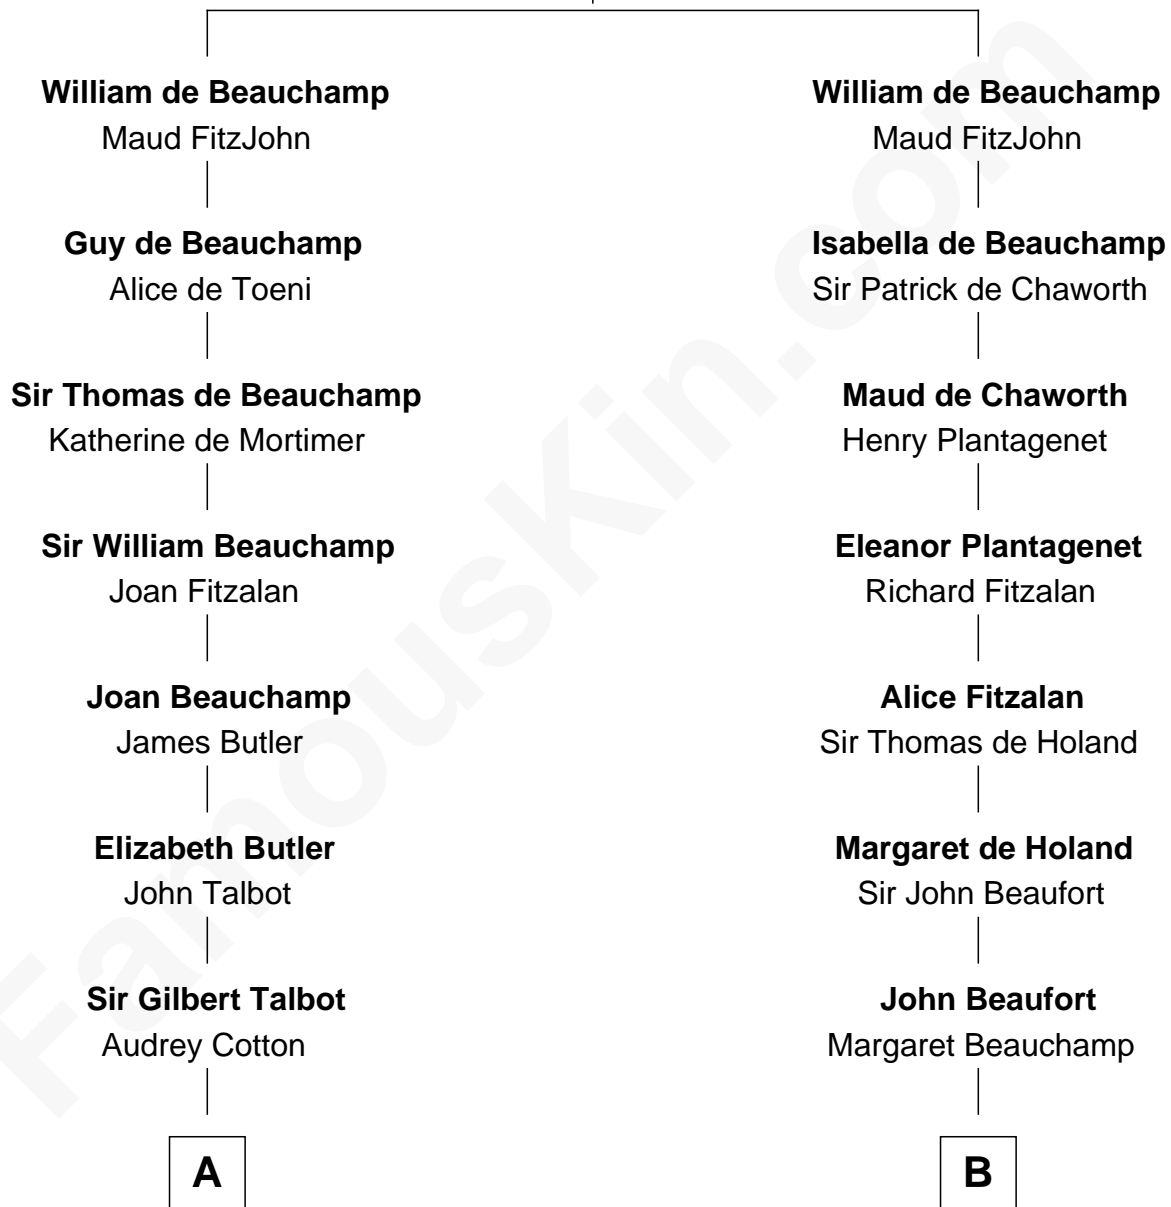 William de Beauchamp
Maud FitzJohn
Guy de Beauchamp
Alice de Toeni
Sir Thomas de Beauchamp
Katherine de Mortimer
Sir William Beauchamp
Joan Fitzalan
Joan Beauchamp
James Butler
Elizabeth Butler
John Talbot
Sir Gilbert Talbot
Audrey Cotton
A
William de Beauchamp
Maud FitzJohn
Isabella de Beauchamp
Sir Patrick de Chaworth
Maud de Chaworth
Henry Plantagenet
Eleanor Plantagenet
Richard Fitzalan
Alice Fitzalan
Sir Thomas de Holand
Margaret de Holand
Sir John Beaufort
John Beaufort
Margaret Beauchamp
B
FamousKin.com